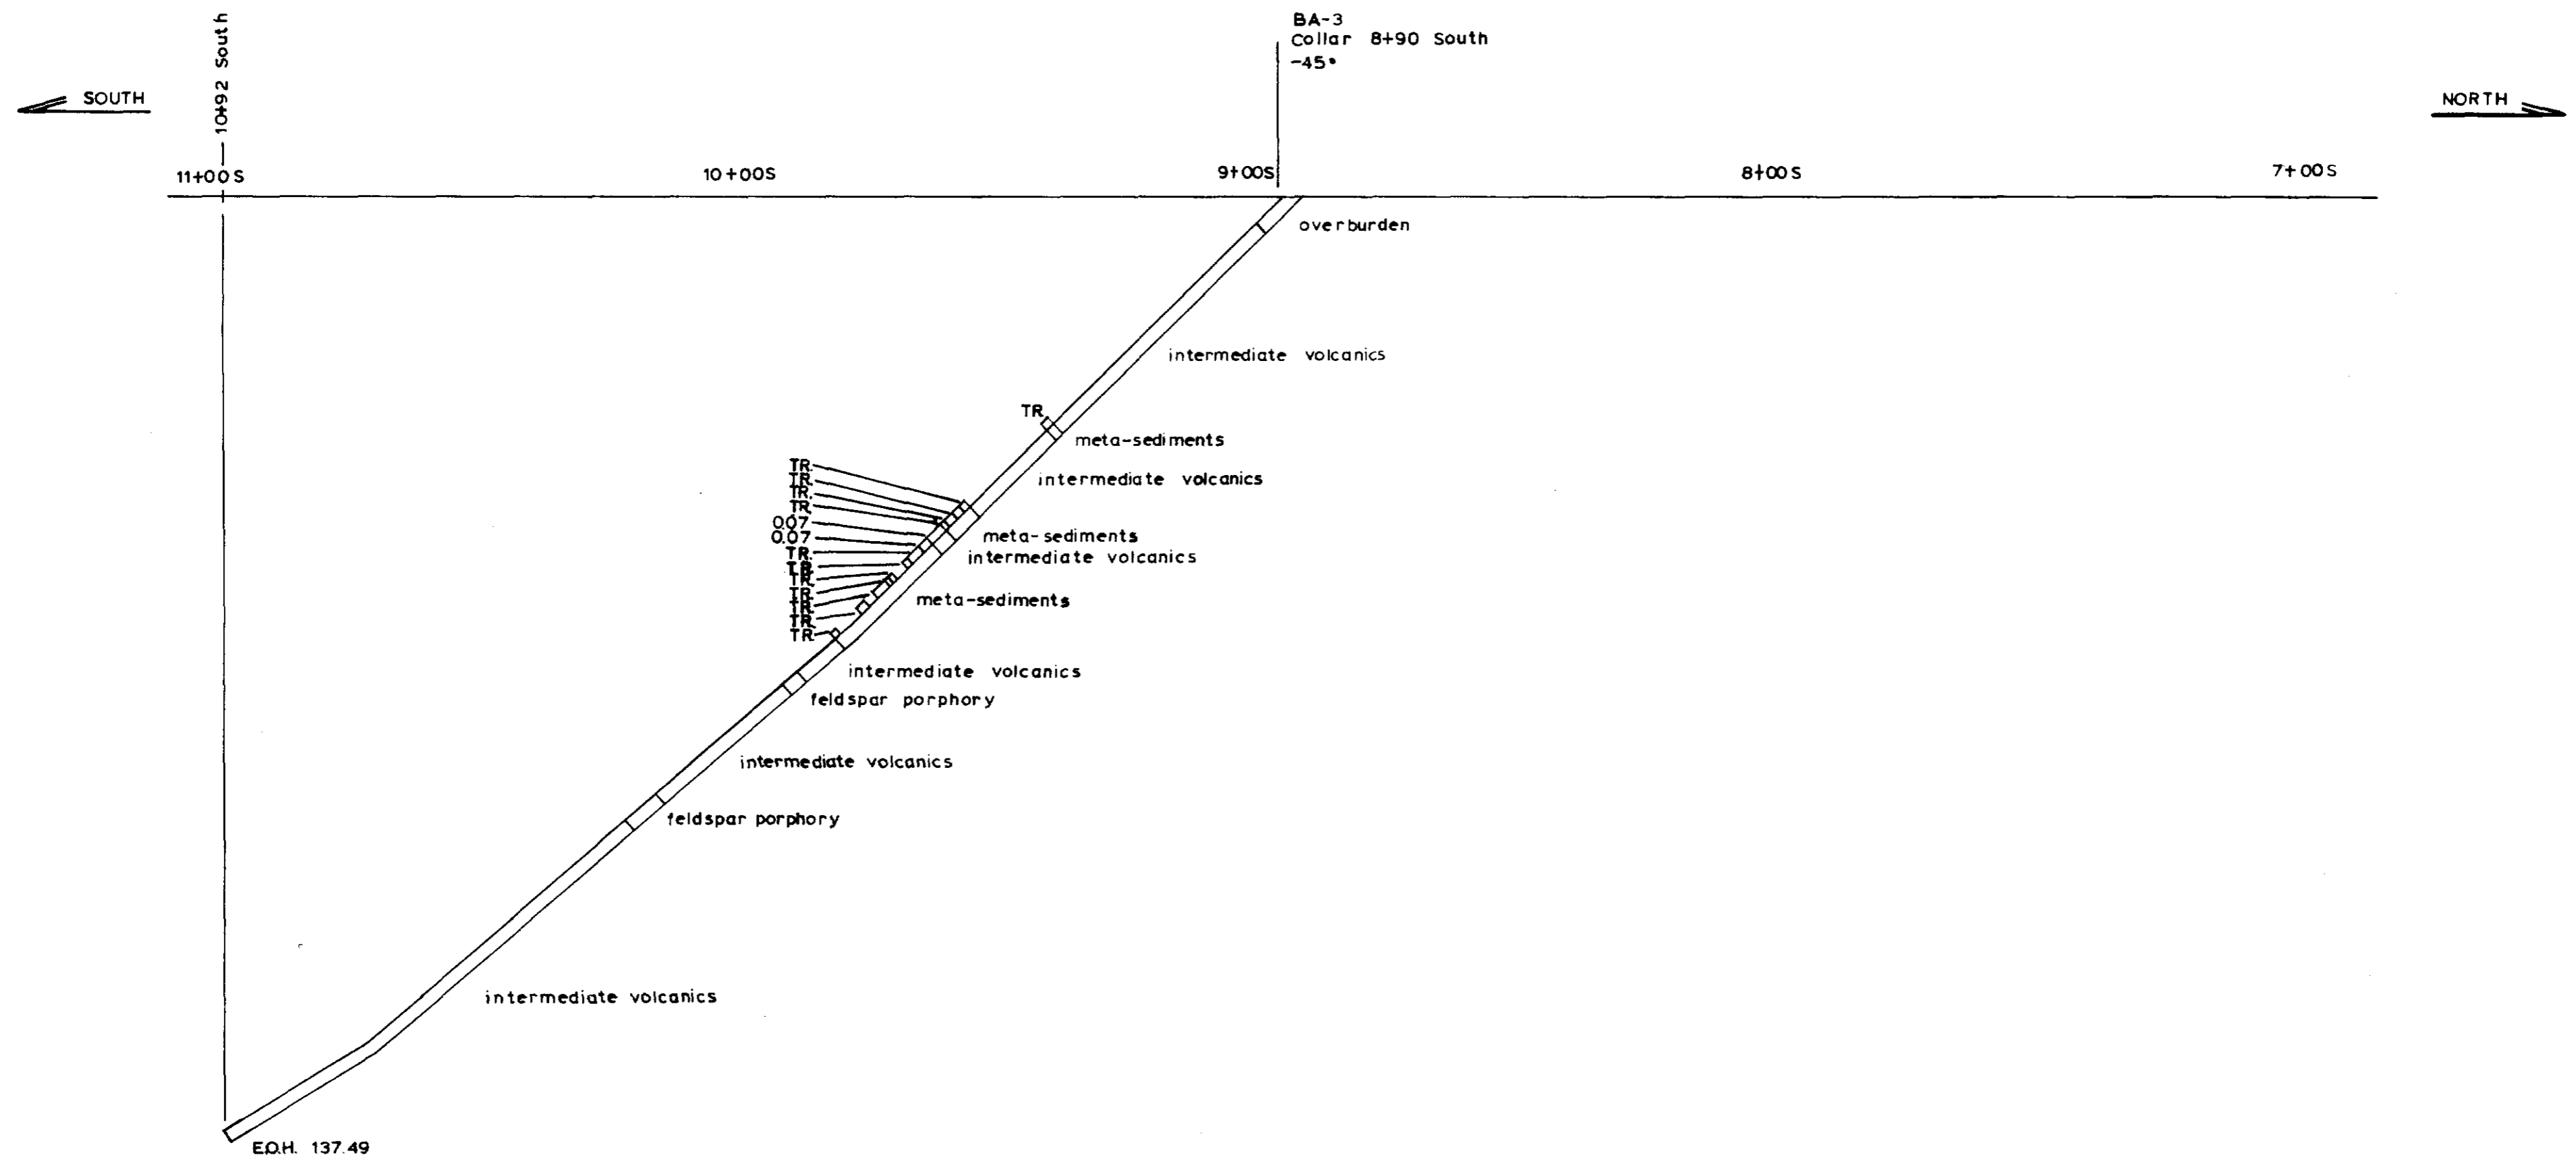 BA-3
Collar 8+90 South
-45°
10+92 South
SOUTH
NORTH
11+00S
10+00S
9+00S
8+00S
7+00S
overburden
intermediate volcanics
TR.
meta-sediments
TR.
intermediate volcanics
TR.
TR.
TR.
0.07
meta-sediments
0.07
TR.
intermediate volcanics
TR.
TR.
TR.
meta-sediments
TR.
TR.
TR.
intermediate volcanics
feldspar porphory
intermediate volcanics
feldspar porphory
intermediate volcanics
E.O.H. 137.49